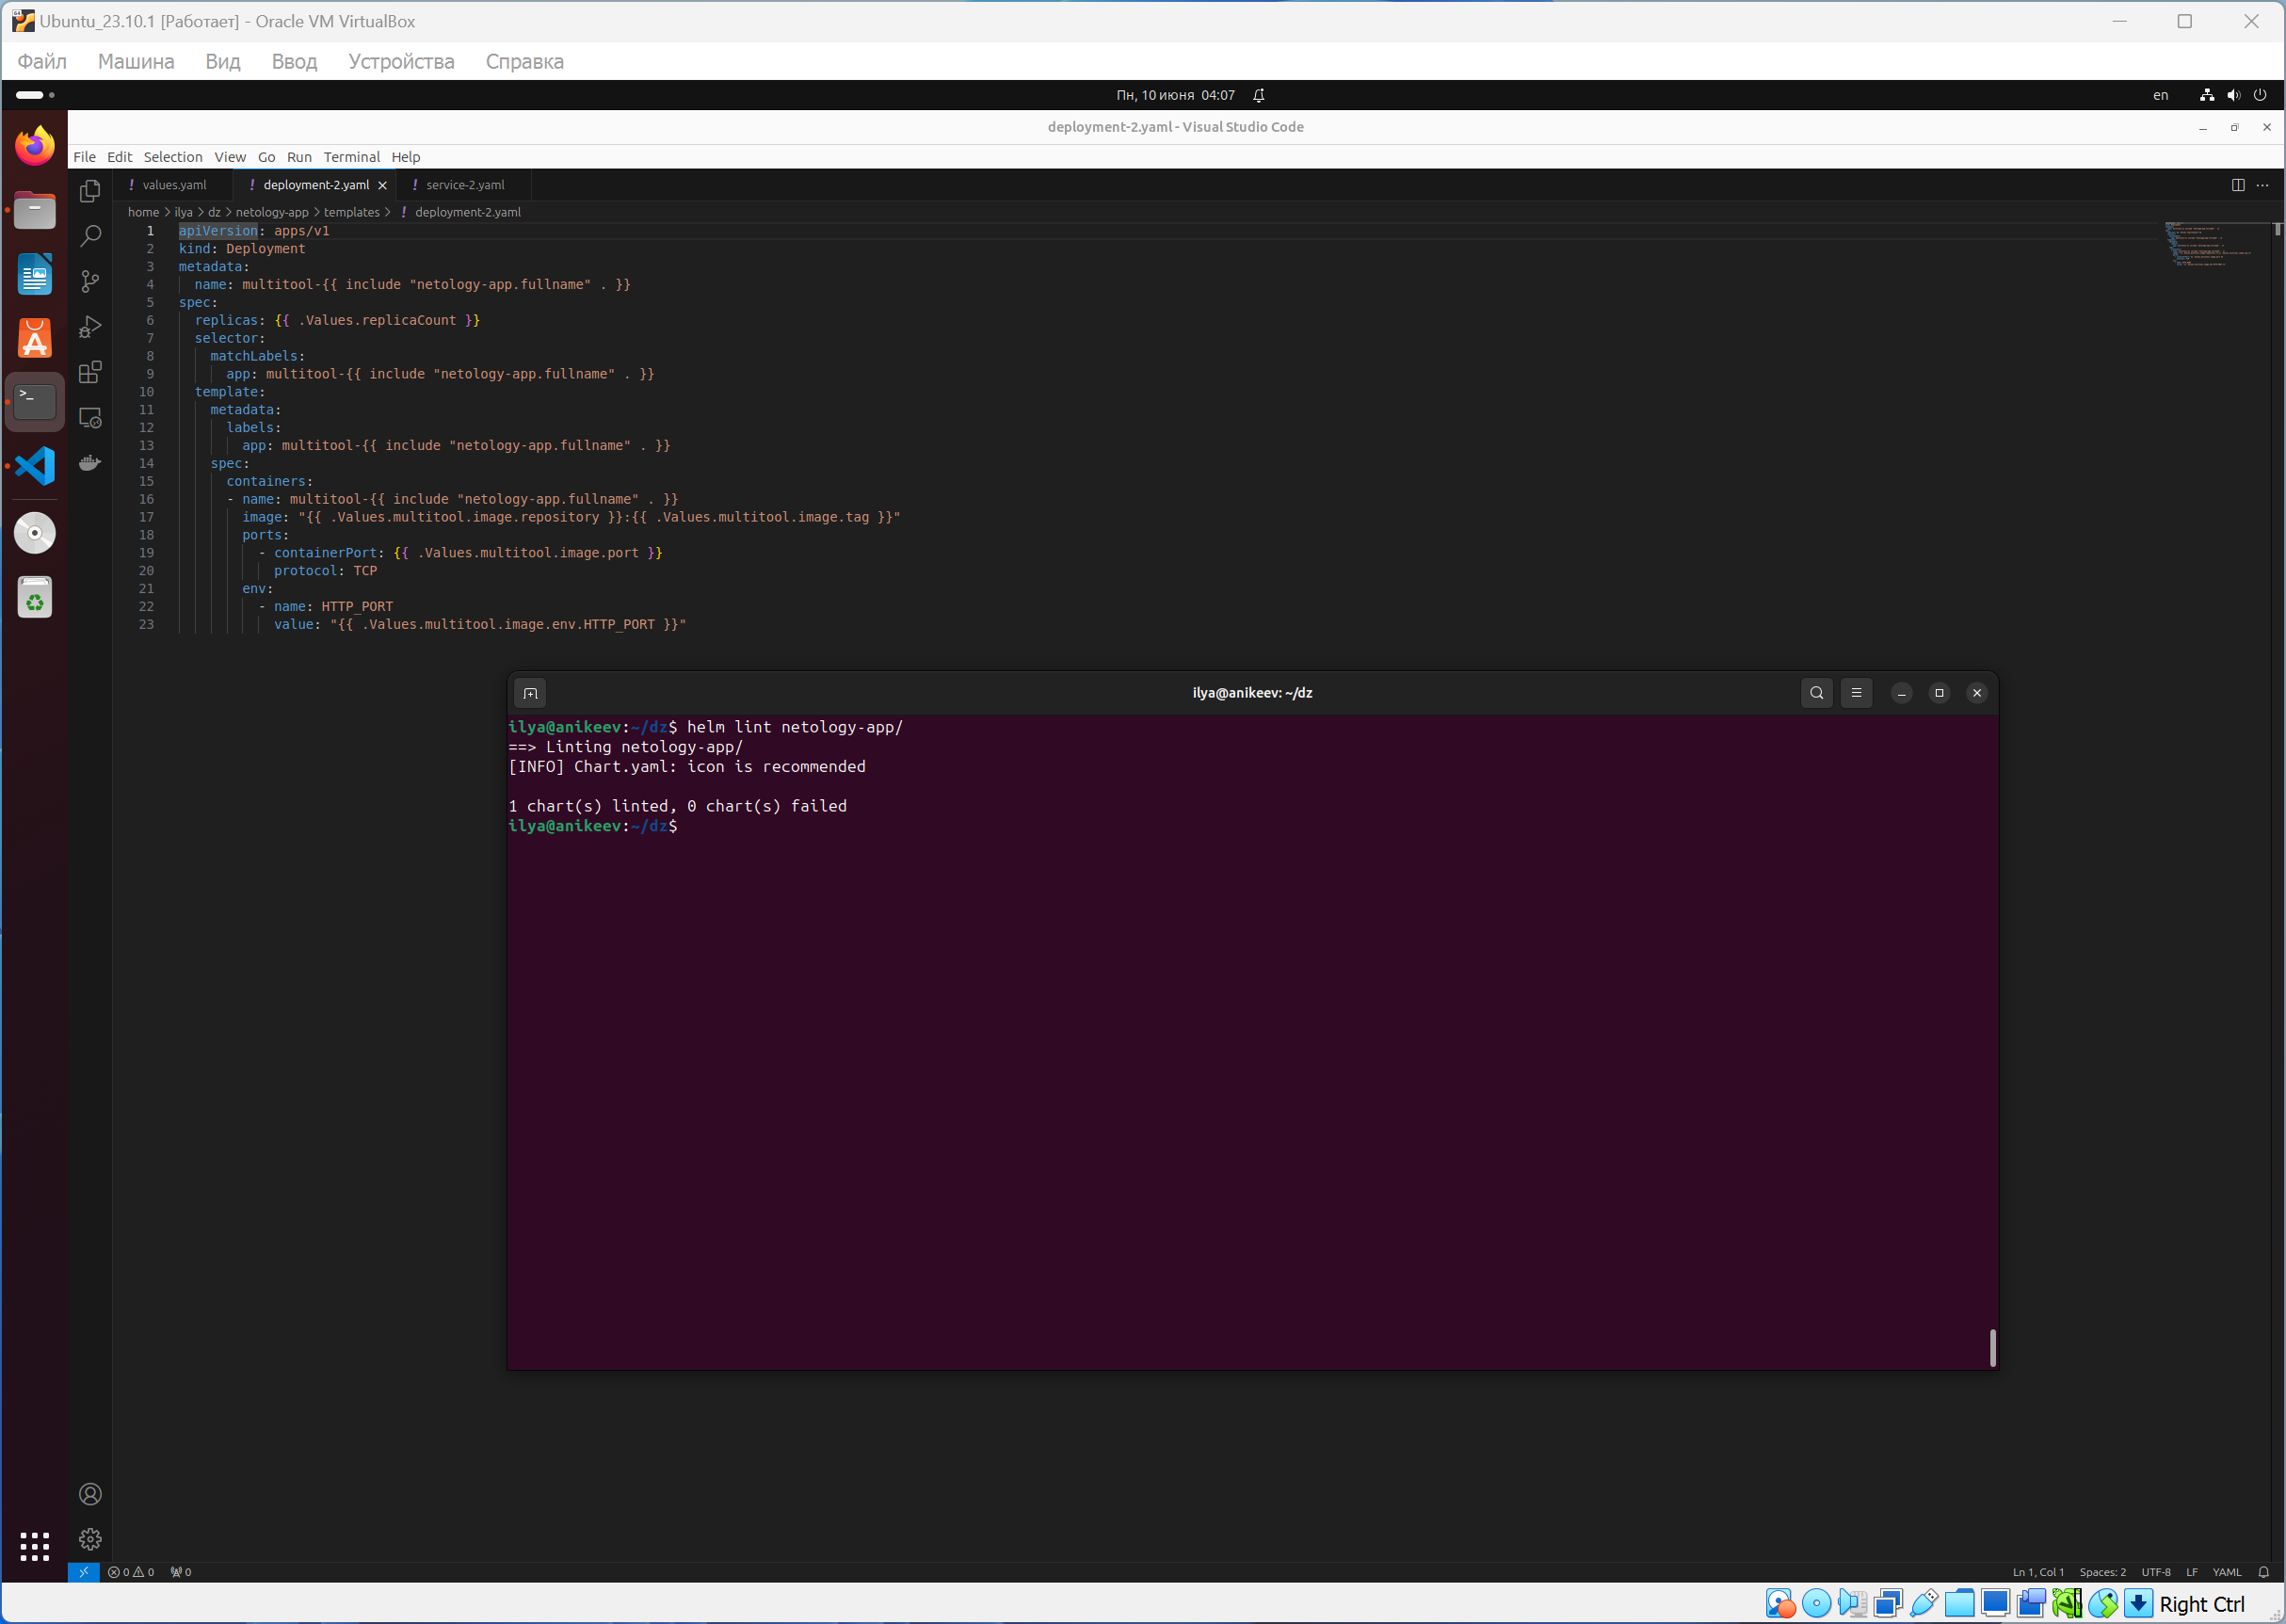 Ubuntu_23.10.1 [Работает] - Oracle VM VirtualBox
Файл Машина Вид Ввод Устройства Справка
Пн, 10 июня 04:07
en
deployment-2.yaml - Visual Studio Code
File Edit Selection View Go Run Terminal Help
! values.yaml ! deployment-2.yaml ! service-2.yaml
home > ilya > dz > netology-app > templates > ! deployment-2.yaml
1 apiVersion: apps/v1
2 kind: Deployment
3 metadata:
4 name: multitool-{{ include "netology-app.fullname" . }}
5 spec:
6 replicas: {{ .Values.replicaCount }}
7 selector:
8 matchLabels:
9 app: multitool-{{ include "netology-app.fullname" . }}
10 template:
11 metadata:
12 labels:
13 app: multitool-{{ include "netology-app.fullname" . }}
14 spec:
15 containers:
16 - name: multitool-{{ include "netology-app.fullname" . }}
17 image: "{{ .Values.multitool.image.repository }}:{{ .Values.multitool.image.tag }}"
18 ports:
19 - containerPort: {{ .Values.multitool.image.port }}
20 protocol: TCP
21 env:
22 - name: HTTP_PORT
23 value: "{{ .Values.multitool.image.env.HTTP_PORT }}"
ilya@anikeev: ~/dz
ilya@anikeev:~/dz$ helm lint netology-app/
==> Linting netology-app/
[INFO] Chart.yaml: icon is recommended
1 chart(s) linted, 0 chart(s) failed
ilya@anikeev:~/dz$
0 0 0
Ln 1, Col 1 Spaces: 2 UTF-8 LF YAML
Right Ctrl